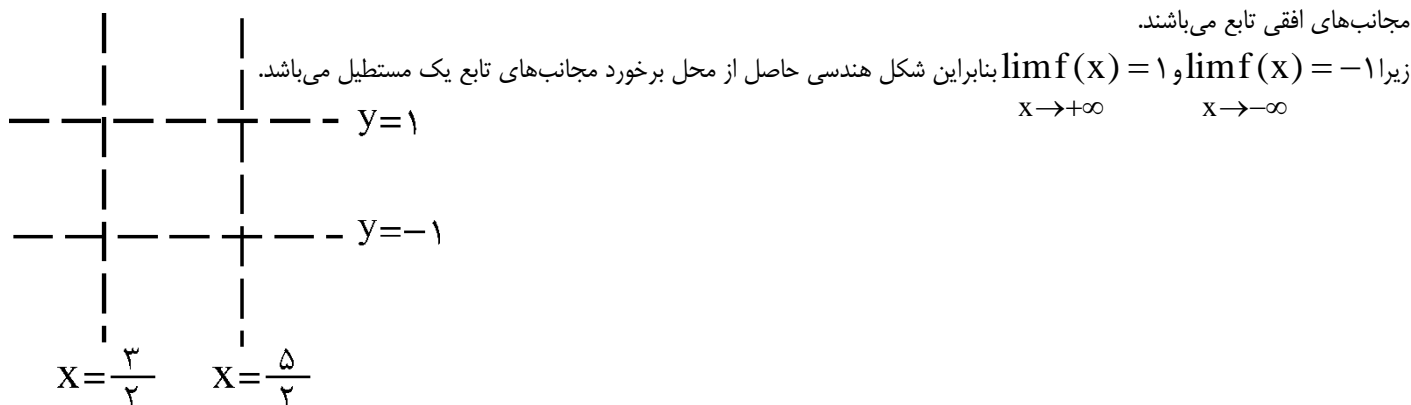 مجانب‌های افقی تابع می‌باشند.
زیرا lim f(x) = −۱ و lim f(x) = ۱ بنابراین شکل هندسی حاصل از محل برخورد مجانب‌های تابع یک مستطیل می‌باشد.
x→−∞ x→+∞
y=۱
y=−۱
x=۳/۲ x=۵/۲